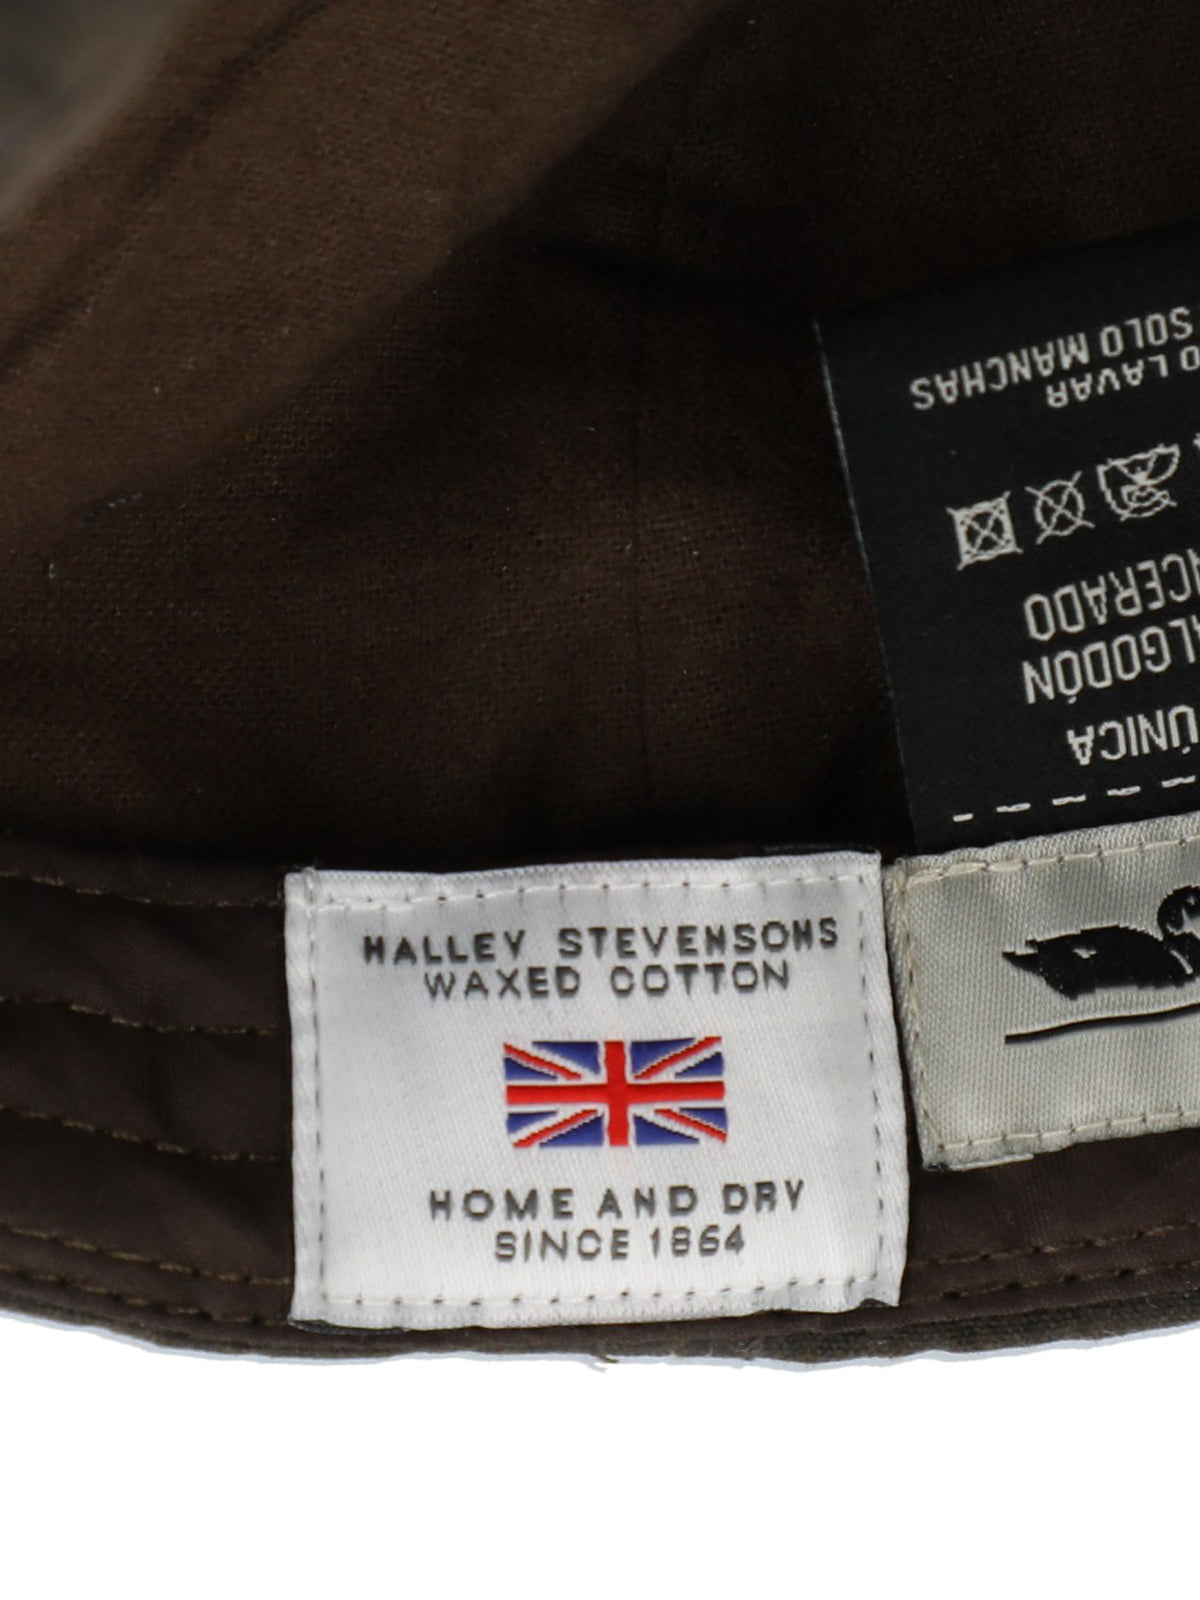 HALLEY STEVENSONS
WAXED COTTON
HOME AND DRY
SINCE 1864
ÚNICA
ALGODÓN
CERADO
LAVAR
SOLO MANCHAS